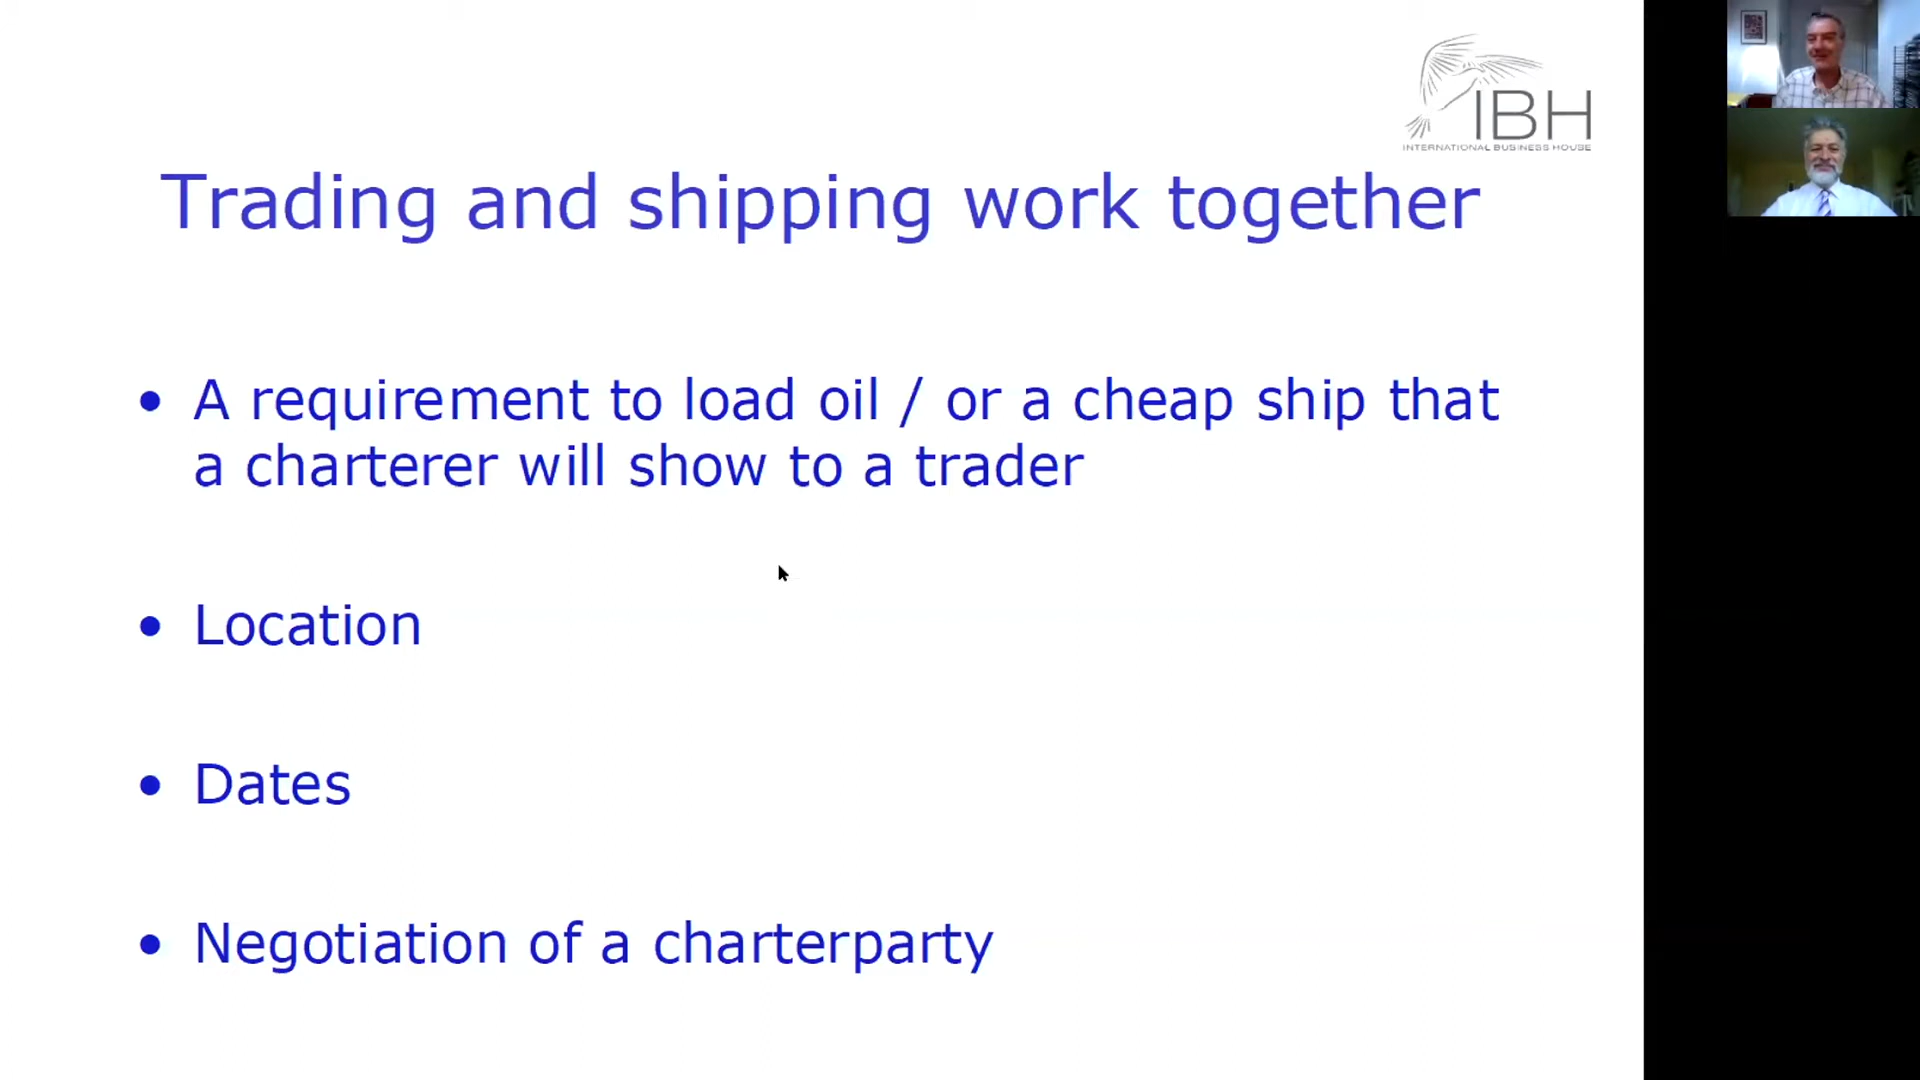 IBH
INTERNATIONAL BUSINESS HOUSE
Trading and shipping work together
• A requirement to load oil / or a cheap ship that
a charterer will show to a trader
• Location
• Dates
• Negotiation of a charterparty